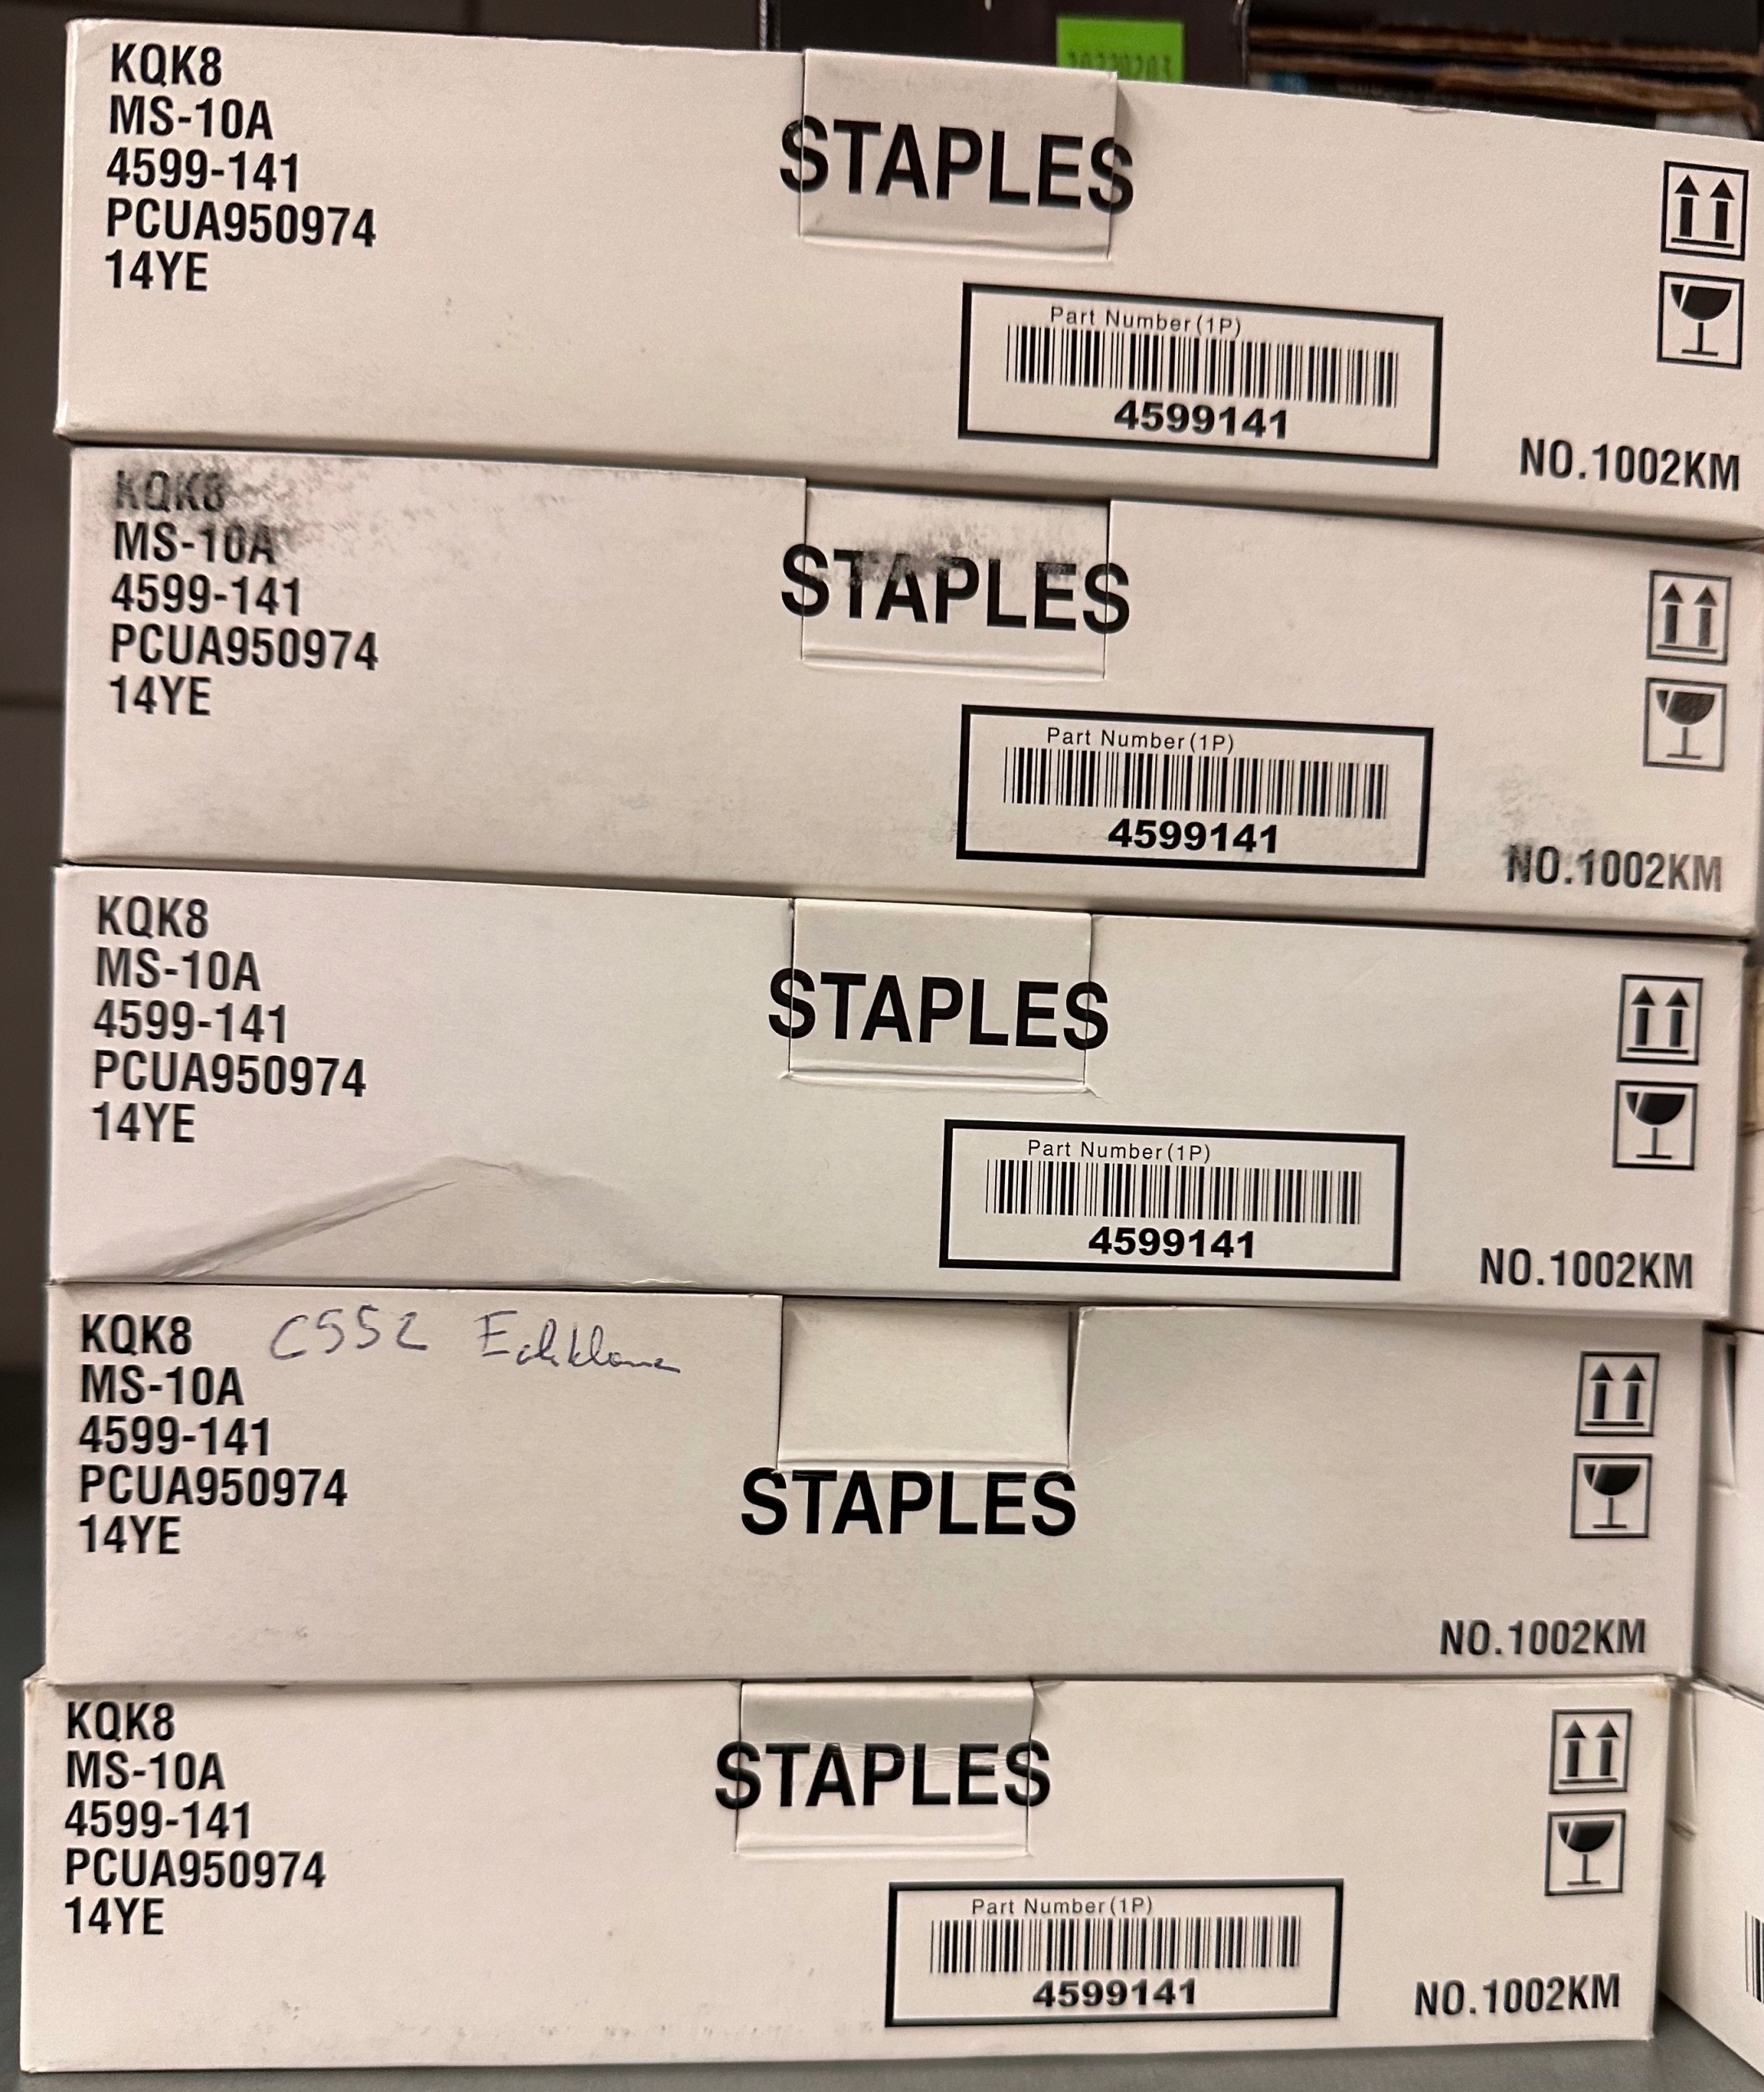 20220203
KQK8
MS-10A
4599-141
PCUA950974
14YE
STAPLES
Part Number(1P)
4599141
NO.1002KM
KQK8
MS-10A
4599-141
PCUA950974
14YE
STAPLES
Part Number(1P)
4599141
NO.1002KM
KQK8
MS-10A
4599-141
PCUA950974
14YE
STAPLES
Part Number(1P)
4599141
NO.1002KM
KQK8 C552
MS-10A
4599-141
PCUA950974
14YE
STAPLES
NO.1002KM
KQK8
MS-10A
4599-141
PCUA950974
14YE
STAPLES
Part Number(1P)
4599141
NO.1002KM